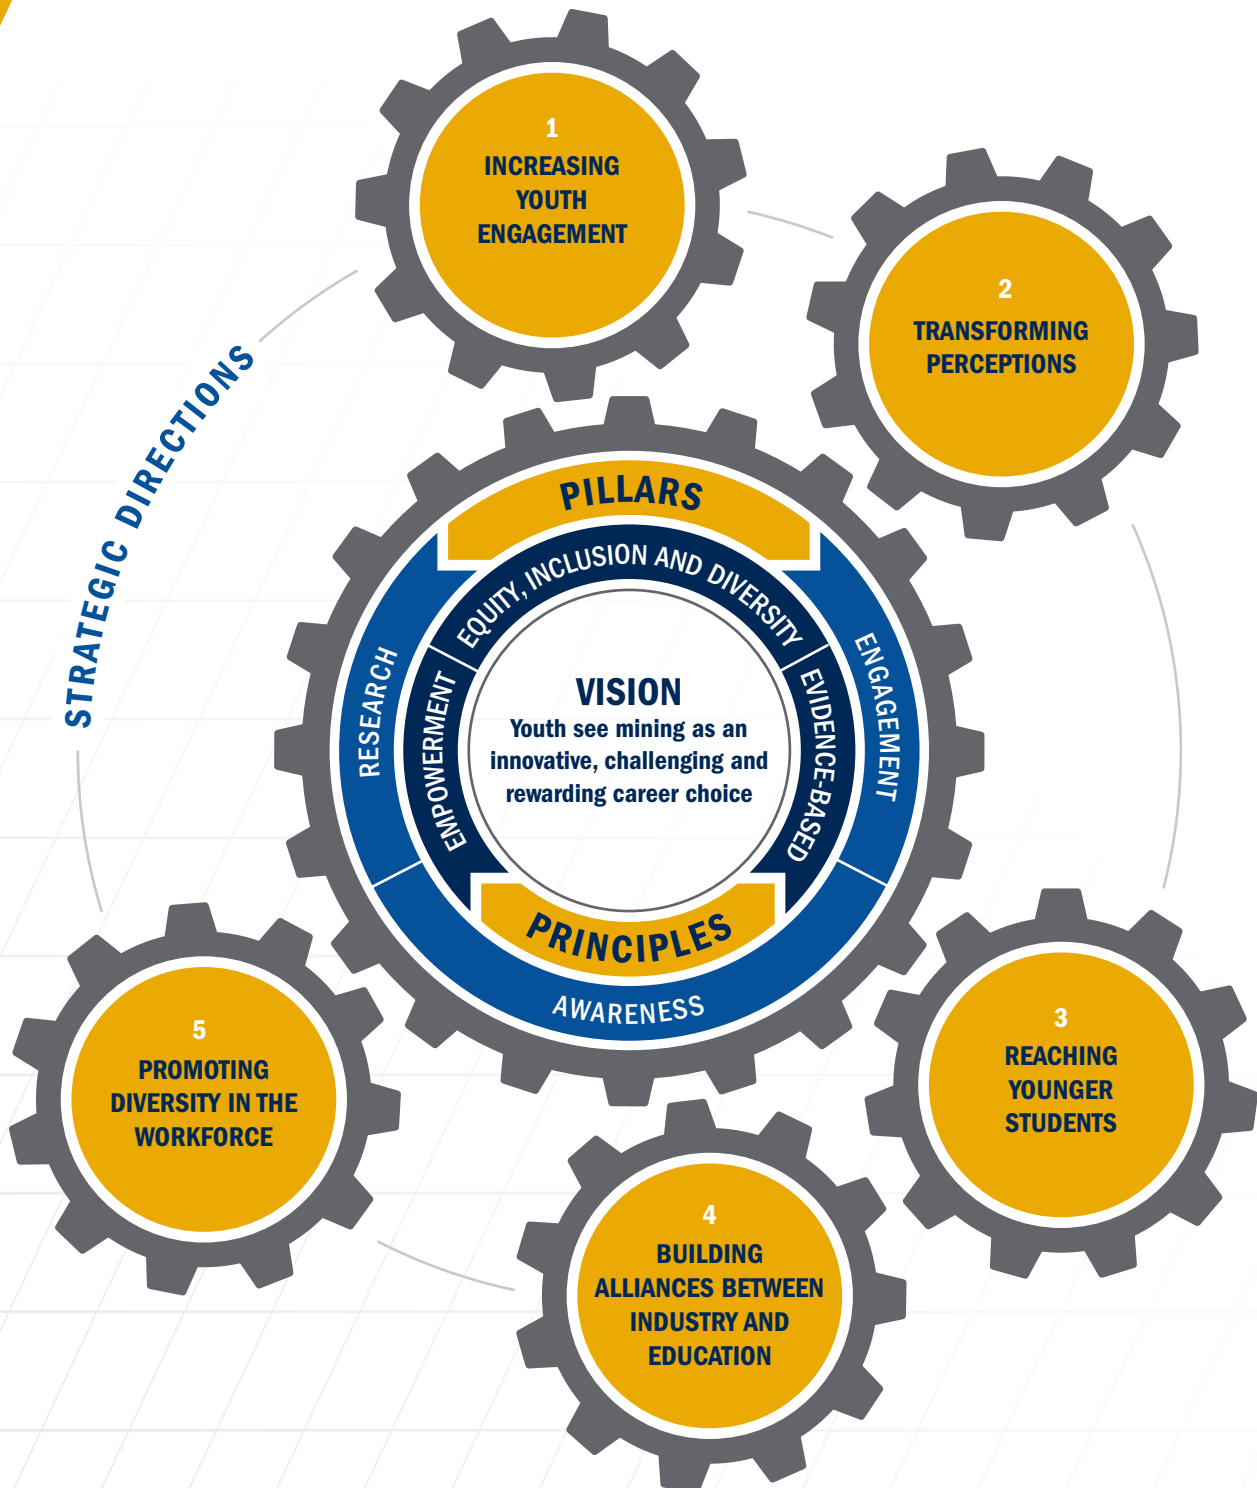 1
INCREASING
YOUTH
ENGAGEMENT
2
TRANSFORMING
PERCEPTIONS
STRATEGIC DIRECTIONS
PILLARS
EQUITY, INCLUSION AND DIVERSITY
RESEARCH
EMPOWERMENT
VISION
Youth see mining as an
innovative, challenging and
rewarding career choice
EVIDENCE-BASED
ENGAGEMENT
PRINCIPLES
AWARENESS
3
REACHING
YOUNGER
STUDENTS
4
BUILDING
ALLIANCES BETWEEN
INDUSTRY AND
EDUCATION
5
PROMOTING
DIVERSITY IN THE
WORKFORCE